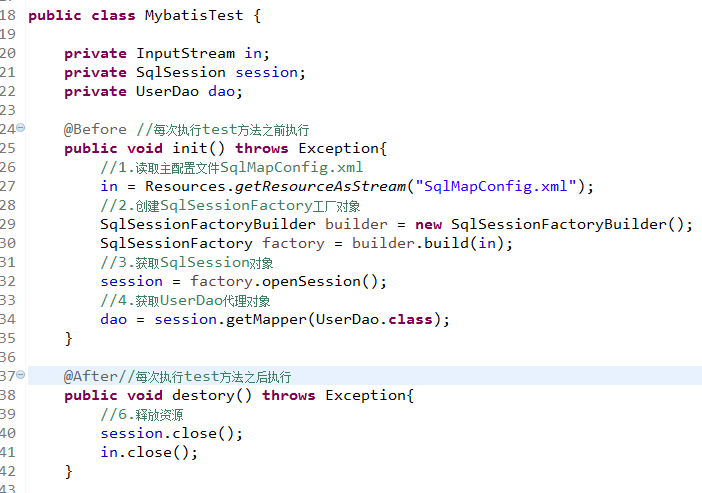 18 public class MybatisTest {
19
20 private InputStream in;
21 private SqlSession session;
22 private UserDao dao;
23
24 @Before //每次执行test方法之前执行
25 public void init() throws Exception{
26 //1.读取主配置文件SqlMapConfig.xml
27 in = Resources.getResourceAsStream("SqlMapConfig.xml");
28 //2.创建SqlSessionFactory工厂对象
29 SqlSessionFactoryBuilder builder = new SqlSessionFactoryBuilder();
30 SqlSessionFactory factory = builder.build(in);
31 //3.获取SqlSession对象
32 session = factory.openSession();
33 //4.获取UserDao代理对象
34 dao = session.getMapper(UserDao.class);
35 }
36
37 @After//每次执行test方法之后执行
38 public void destory() throws Exception{
39 //6.释放资源
40 session.close();
41 in.close();
42 }
43